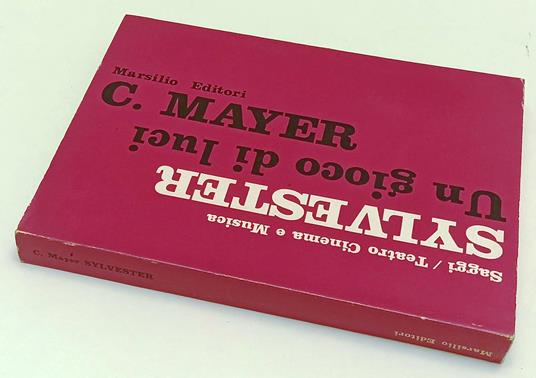 Marsilio Editori
C. MAYER
Un gioco di luci
SYLVESTER
Saggi / Teatro Cinema e Musica
C. Mayer SYLVESTER
Marsilio Editori